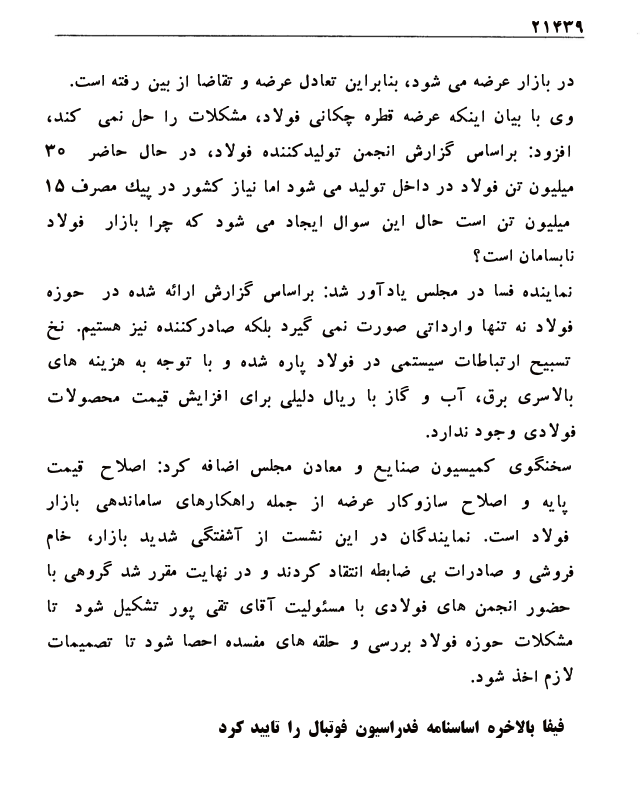 ۲۱۴۳۹
در بازار عرضه می شود، بنابراین تعادل عرضه و تقاضا از بین رفته است.
وی با بیان اینکه عرضه قطره چکانی فولاد، مشکلات را حل نمی کند،
افزود: براساس گزارش انجمن تولیدکننده فولاد، در حال حاضر ۳۰
میلیون تن فولاد در داخل تولید می شود اما نیاز کشور در پیك مصرف ۱۵
میلیون تن است حال این سوال ایجاد می شود که چرا بازار فولاد
نابسامان است؟
نماینده فسا در مجلس یادآور شد: براساس گزارش ارائه شده در حوزه
فولاد نه تنها وارداتی صورت نمی گیرد بلکه صادرکننده نیز هستیم. نخ
تسبیح ارتباطات سیستمی در فولاد پاره شده و با توجه به هزینه های
بالاسری برق، آب و گاز با ریال دلیلی برای افزایش قیمت محصولات
فولادی وجود ندارد.
سخنگوی کمیسیون صنایع و معادن مجلس اضافه کرد: اصلاح قیمت
پایه و اصلاح سازوکار عرضه از جمله راهکارهای ساماندهی بازار
فولاد است. نمایندگان در این نشست از آشفتگی شدید بازار، خام
فروشی و صادرات بی ضابطه انتقاد کردند و در نهایت مقرر شد گروهی با
حضور انجمن های فولادی با مسئولیت آقای تقی پور تشکیل شود تا
مشکلات حوزه فولاد بررسی و حلقه های مفسده احصا شود تا تصمیمات
لازم اخذ شود.
فیفا بالاخره اساسنامه فدراسیون فوتبال را تایید کرد